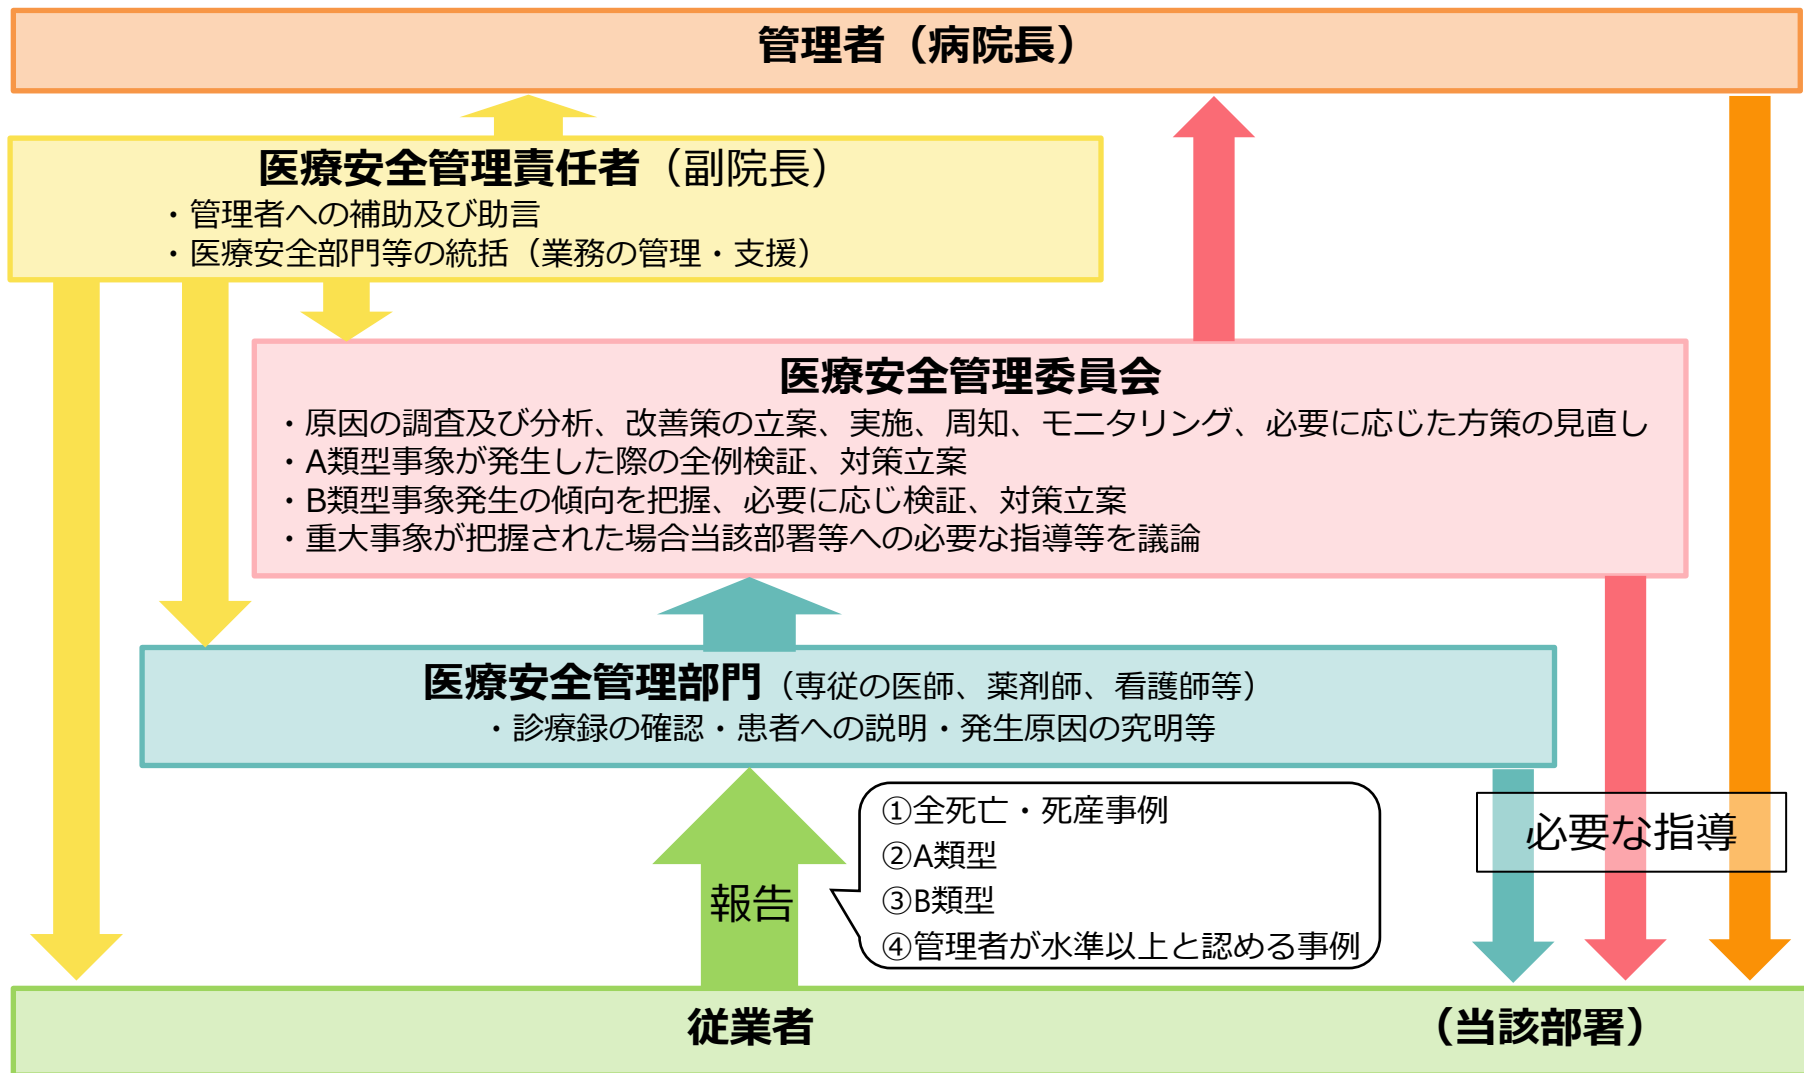 管理者（病院長）
医療安全管理責任者（副院長）
・管理者への補助及び助言
・医療安全部門等の統括（業務の管理・支援）
医療安全管理委員会
・原因の調査及び分析、改善策の立案、実施、周知、モニタリング、必要に応じた方策の見直し
・A類型事象が発生した際の全例検証、対策立案
・B類型事象発生の傾向を把握、必要に応じ検証、対策立案
・重大事象が把握された場合当該部署等への必要な指導等を議論
医療安全管理部門（専従の医師、薬剤師、看護師等）
・診療録の確認・患者への説明・発生原因の究明等
報告
①全死亡・死産事例
②A類型
③B類型
④管理者が水準以上と認める事例
必要な指導
従業者
（当該部署）